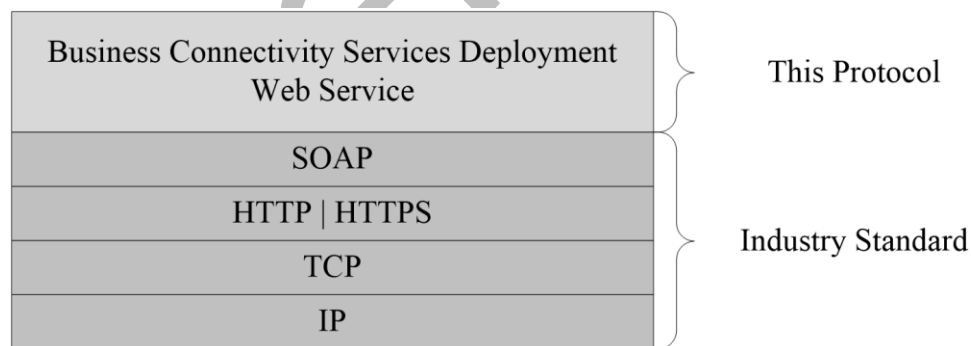 Business Connectivity Services Deployment
Web Service
This Protocol
SOAP
HTTP | HTTPS
TCP
IP
Industry Standard